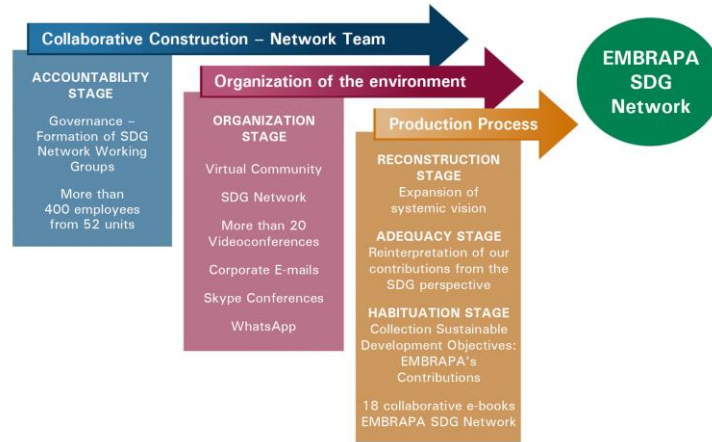 Collaborative Construction – Network Team
ACCOUNTABILITY
STAGE
Governance –
Formation of SDG
Network Working
Groups
More than
400 employees
from 52 units
Organization of the environment
ORGANIZATION
STAGE
Virtual Community
SDG Network
More than 20
Videoconferences
Corporate E-mails
Skype Conferences
WhatsApp
Production Process
RECONSTRUCTION
STAGE
Expansion of
systemic vision
ADEQUACY STAGE
Reinterpretation of our
contributions from the
SDG perspective
HABITUATION STAGE
Collection Sustainable
Development Objectives:
EMBRAPA's
Contributions
18 collaborative e-books
EMBRAPA SDG Network
EMBRAPA
SDG
Network